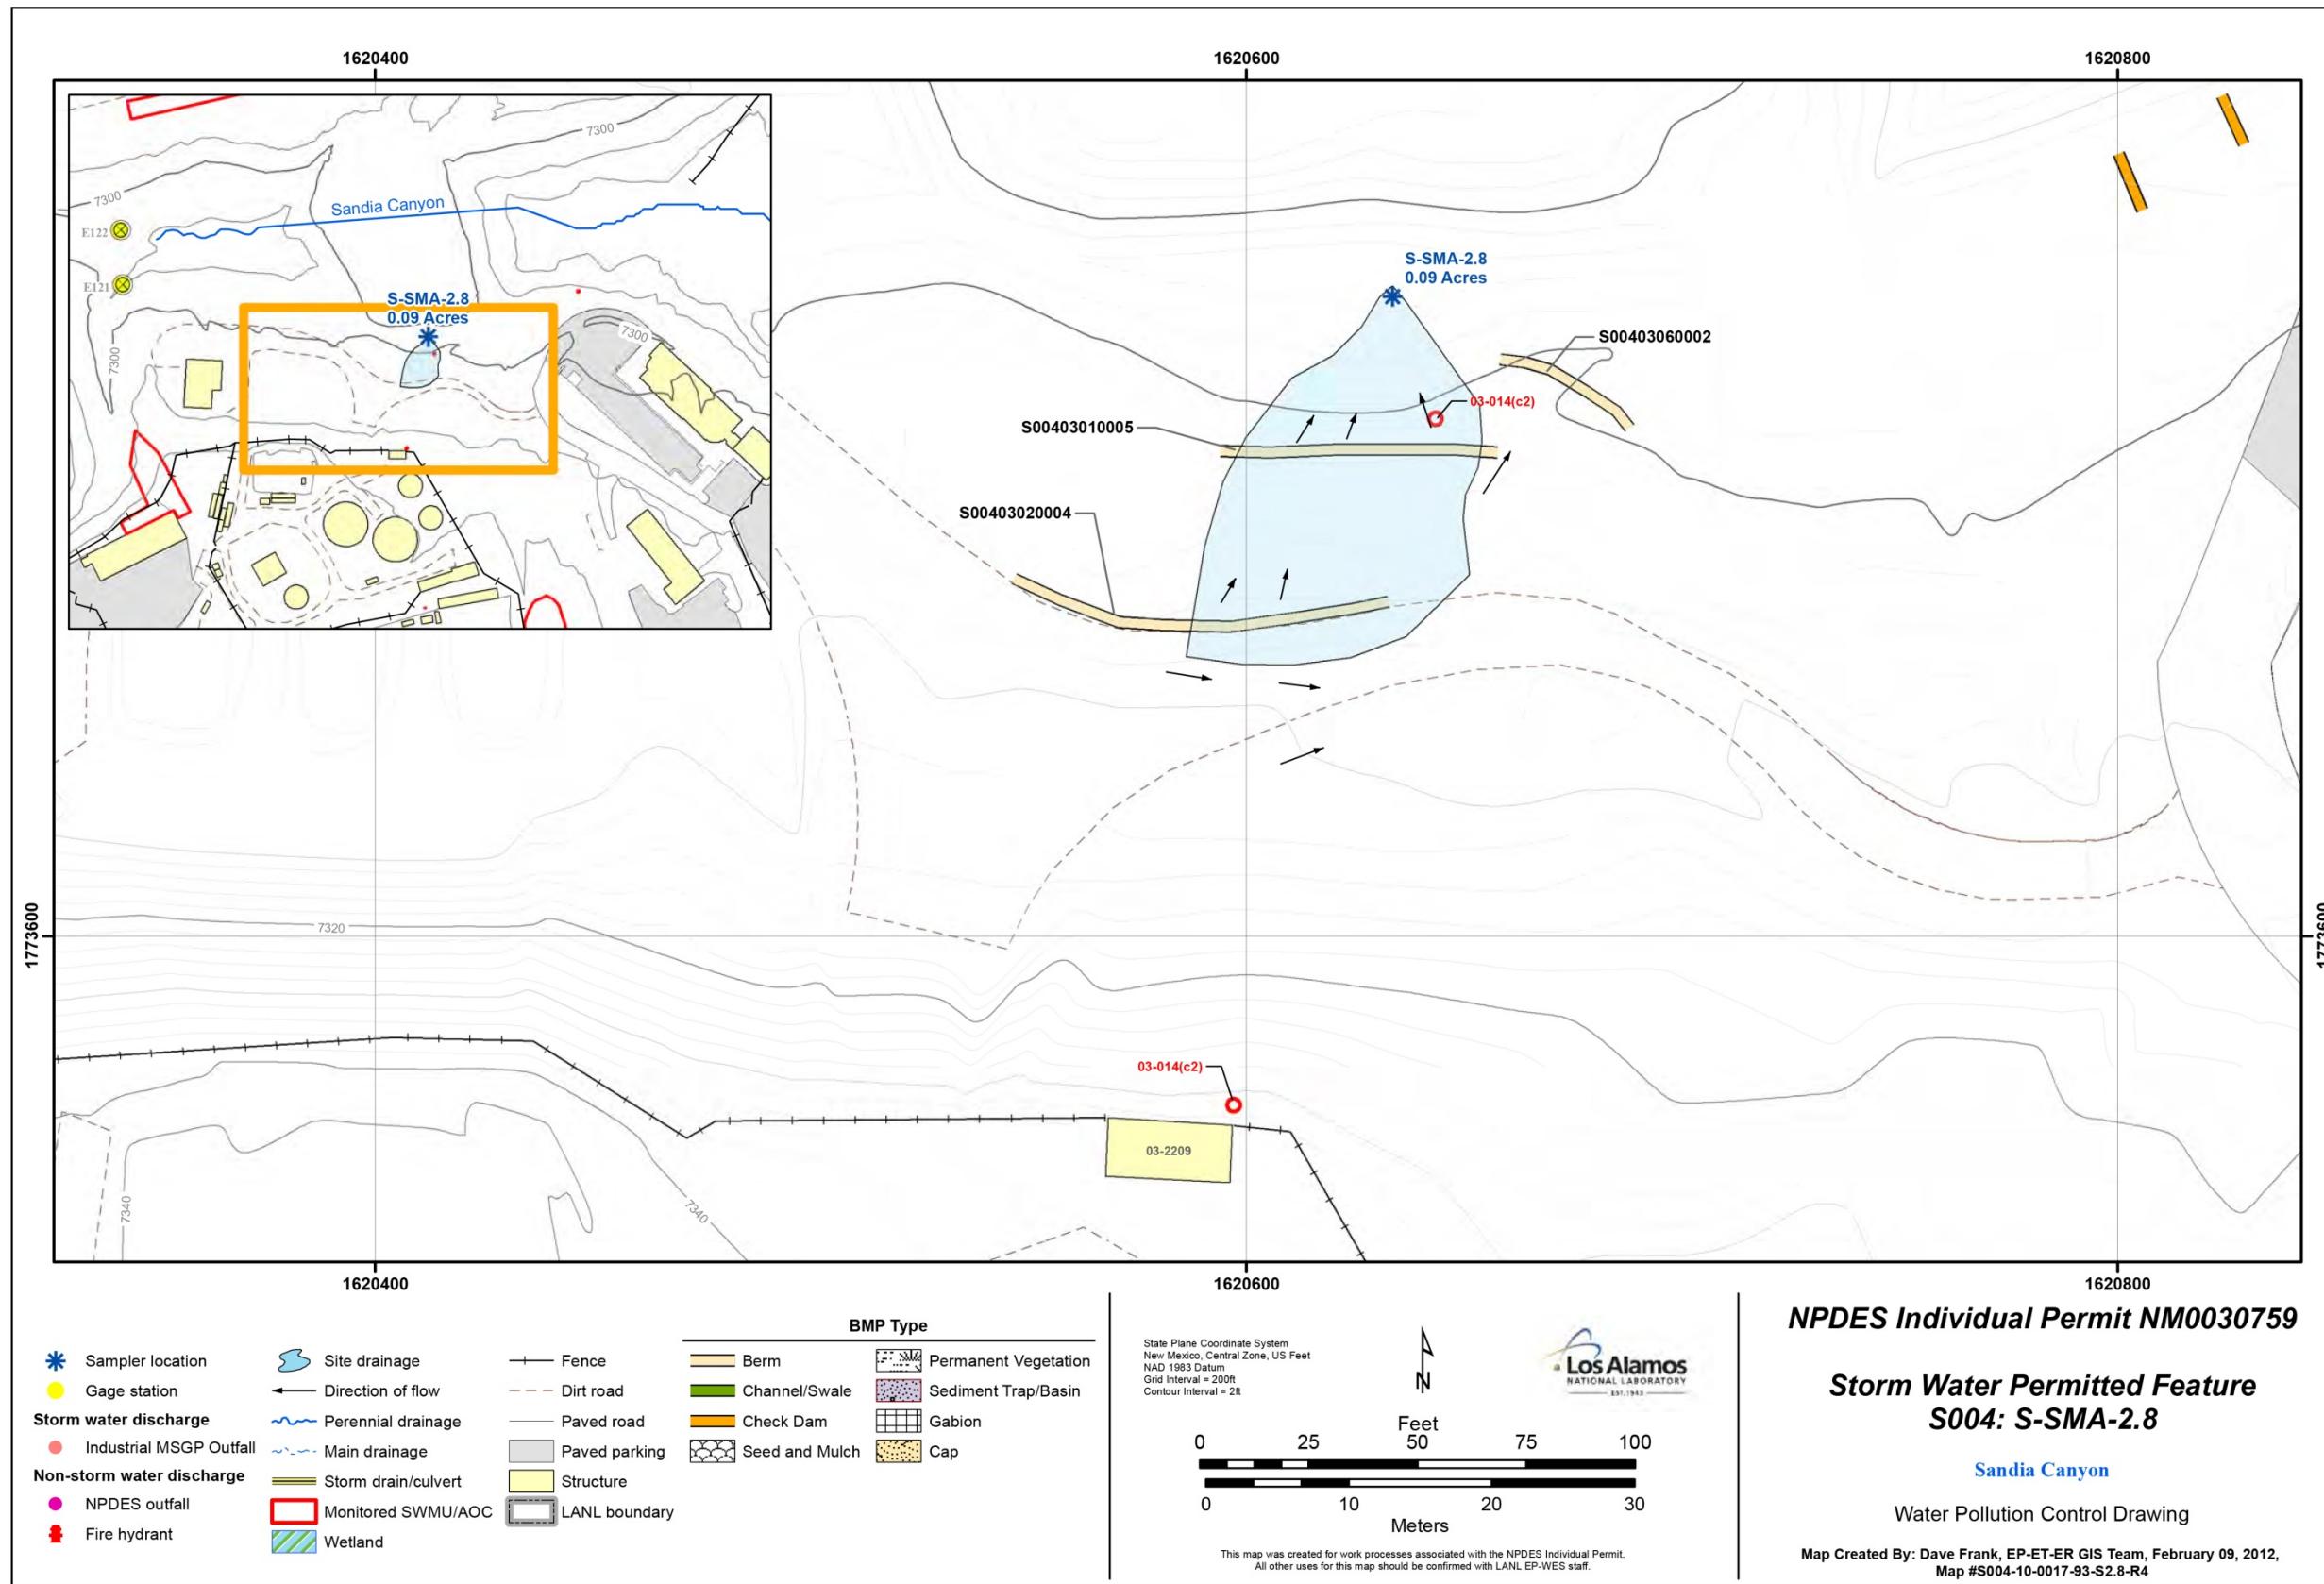 1620400
1620600
1620800
7300
7300
Sandia Canyon
E122
E121
S-SMA-2.8
0.09 Acres
7300
7300
S-SMA-2.8
0.09 Acres
S00403060002
03-014(c2)
S00403010005
S00403020004
1773600
1773600
7320
03-014(c2)
03-2209
7340
7340
1620400
1620600
1620800
BMP Type
Sampler location
Gage station
Storm water discharge
Industrial MSGP Outfall
Non-storm water discharge
NPDES outfall
Fire hydrant
Site drainage
Direction of flow
Perennial drainage
Main drainage
Storm drain/culvert
Monitored SWMU/AOC
Wetland
Fence
Dirt road
Paved road
Paved parking
Structure
LANL boundary
Berm
Channel/Swale
Check Dam
Seed and Mulch
Permanent Vegetation
Sediment Trap/Basin
Gabion
Cap
State Plane Coordinate System
New Mexico, Central Zone, US Feet
NAD 1983 Datum
Grid Interval = 200ft
Contour Interval = 2ft
N
Los Alamos
NATIONAL LABORATORY
EST.1943
Feet
0 25 50 75 100
0 10 20 30
Meters
This map was created for work processes associated with the NPDES Individual Permit.
All other uses for this map should be confirmed with LANL EP-WES staff.
NPDES Individual Permit NM0030759
Storm Water Permitted Feature
S004: S-SMA-2.8
Sandia Canyon
Water Pollution Control Drawing
Map Created By: Dave Frank, EP-ET-ER GIS Team, February 09, 2012,
Map #S004-10-0017-93-S2.8-R4